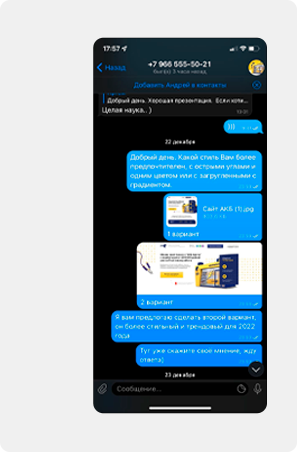 17:57
+7 966 555-50-21
Назад
был(а) 3 часа назад
Добавить Андрей в контакты
Добрый день. Хорошая презентация. Если хоти...
Целая наука.. )
)))
22 декабря
Добрый день. Какой стиль Вам более
предпочтителен, с острыми углами и
одним цветом или с загругленными с
градиентом.
Сайт АКБ (1).jpg
1 вариант
2 вариант
Я вам предлогаю сделать второй вариант,
он более стильный и трендовый для 2022
года
Тут уже скажите своё мнение, жду
ответа)
23 декабря
Сообщение...